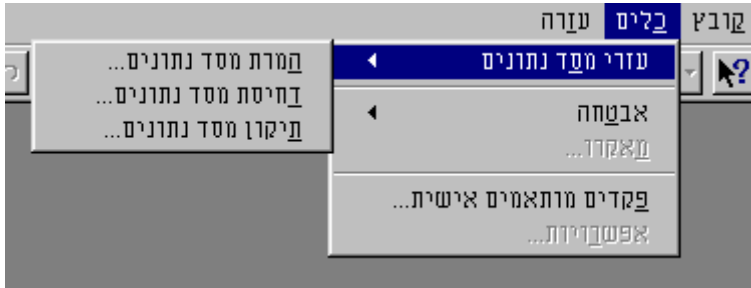 קובץ כלים עזרה
עזרי מסד נתונים
המרת מסד נתונים...
דחיסת מסד נתונים...
תיקון מסד נתונים...
אבטחה
מאקרו...
פקדים מותאמים אישית...
אפשרויות...
?